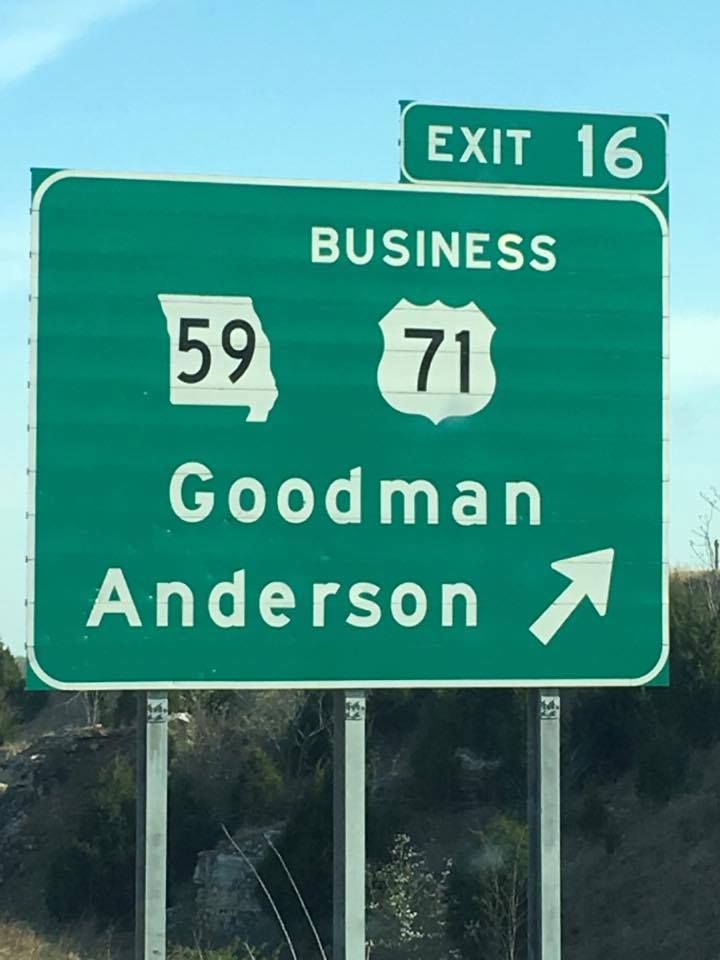 EXIT 16
BUSINESS
59 71
Goodman
Anderson